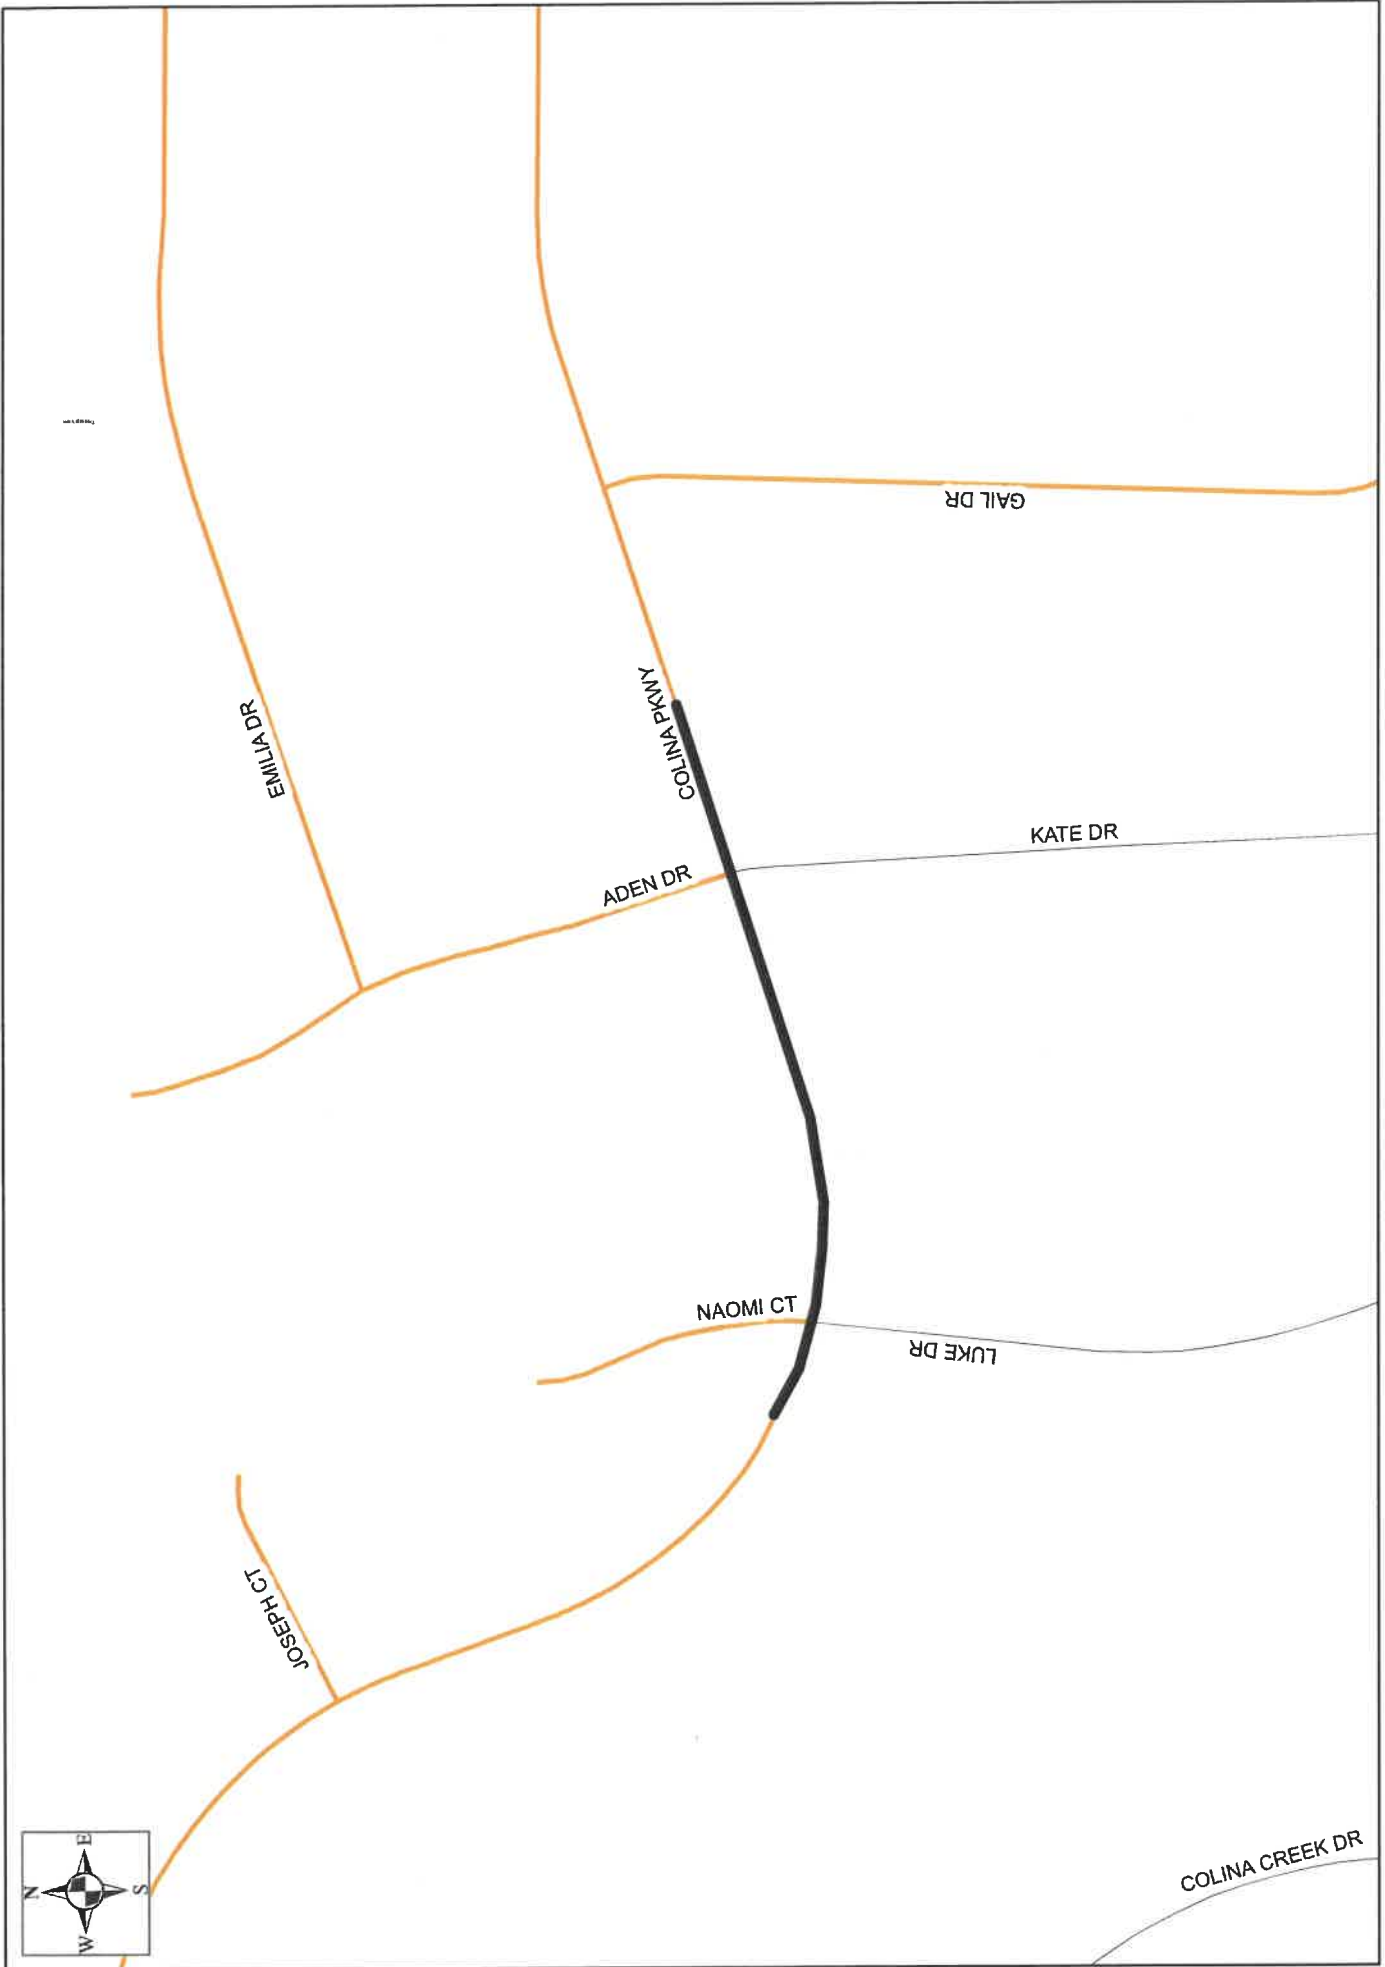 GAIL DR
COLINA PKWY
EMILIA DR
KATE DR
ADEN DR
NAOMI CT
LUKE DR
JOSEPH CT
COLINA CREEK DR
N
E
S
W